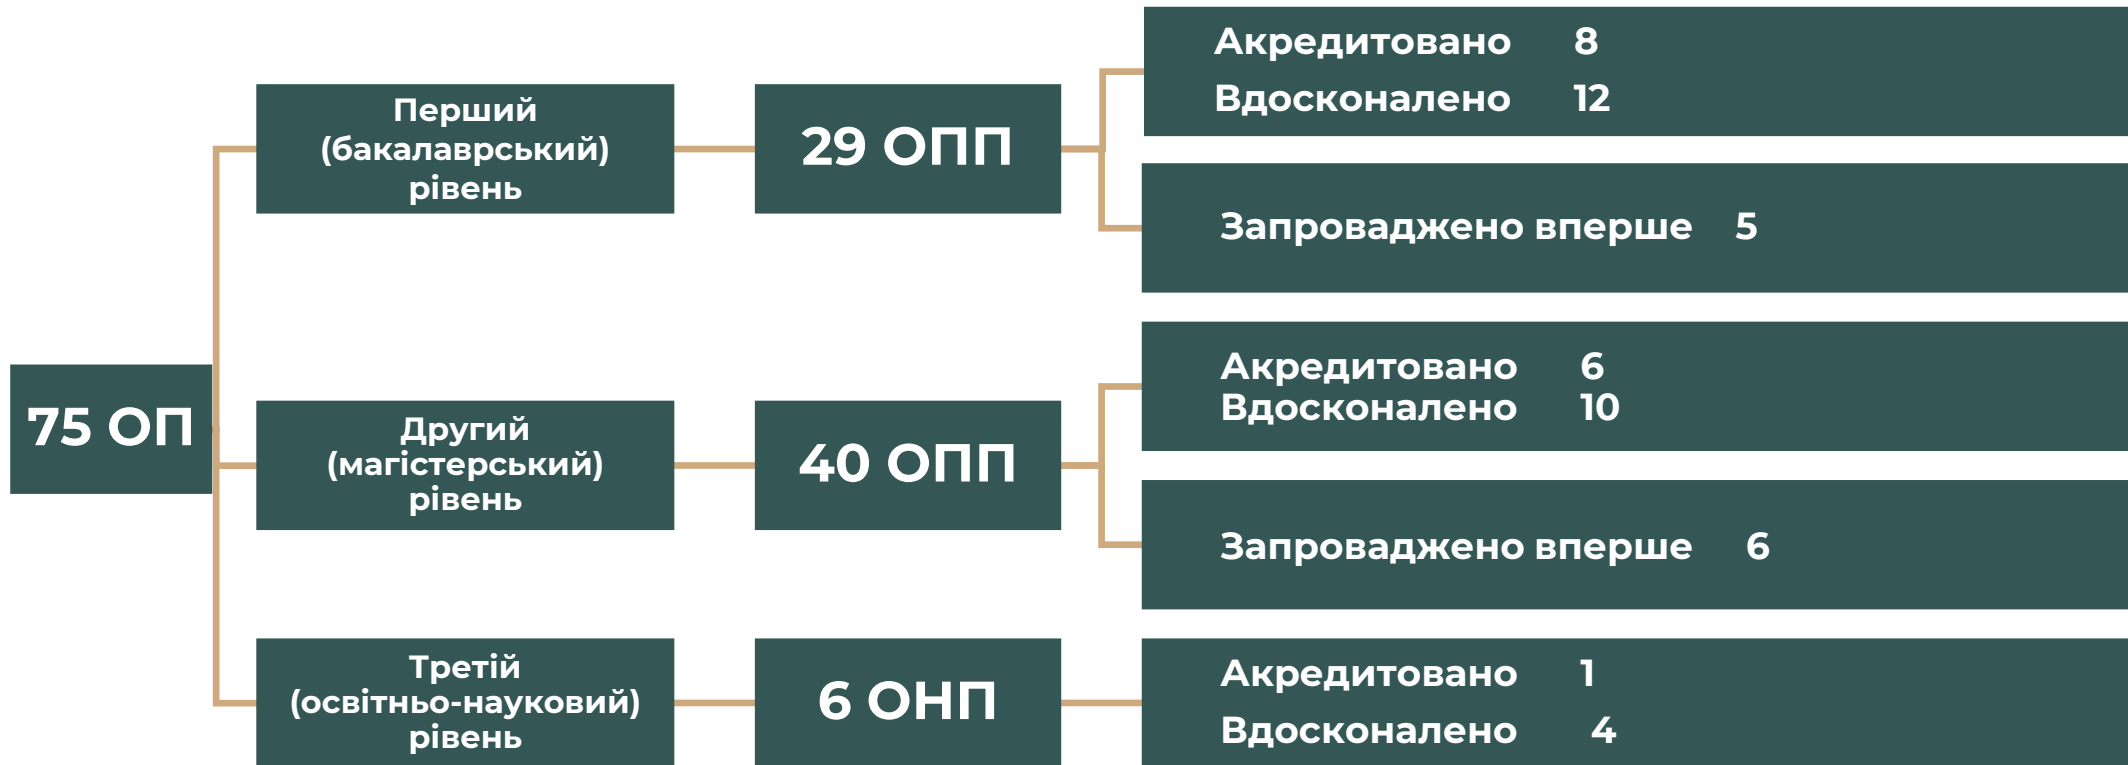 75 ОП
Перший
(бакалаврський)
рівень
29 ОПП
Акредитовано 8
Вдосконалено 12
Запроваджено вперше 5
Другий
(магістерський)
рівень
40 ОПП
Акредитовано 6
Вдосконалено 10
Запроваджено вперше 6
Третій
(освітньо-науковий)
рівень
6 ОНП
Акредитовано 1
Вдосконалено 4